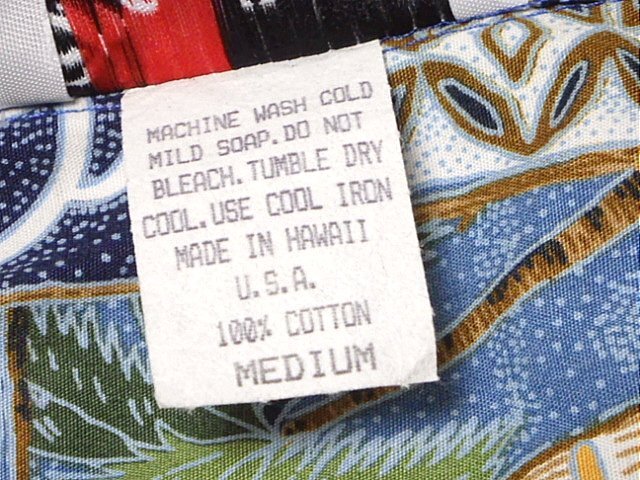 MACHINE WASH COLD
MILD SOAP.DO NOT
BLEACH.TUMBLE DRY
COOL.USE COOL IRON
MADE IN HAWAII
U.S.A.
100% COTTON
MEDIUM